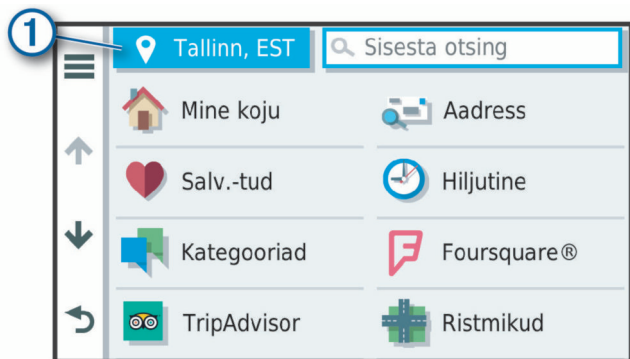 1
Tallinn, EST
Sisesta otsing
Mine koju
Aadress
Salv.-tud
Hiljutine
Kategooriad
Foursquare®
TripAdvisor
Ristmikud